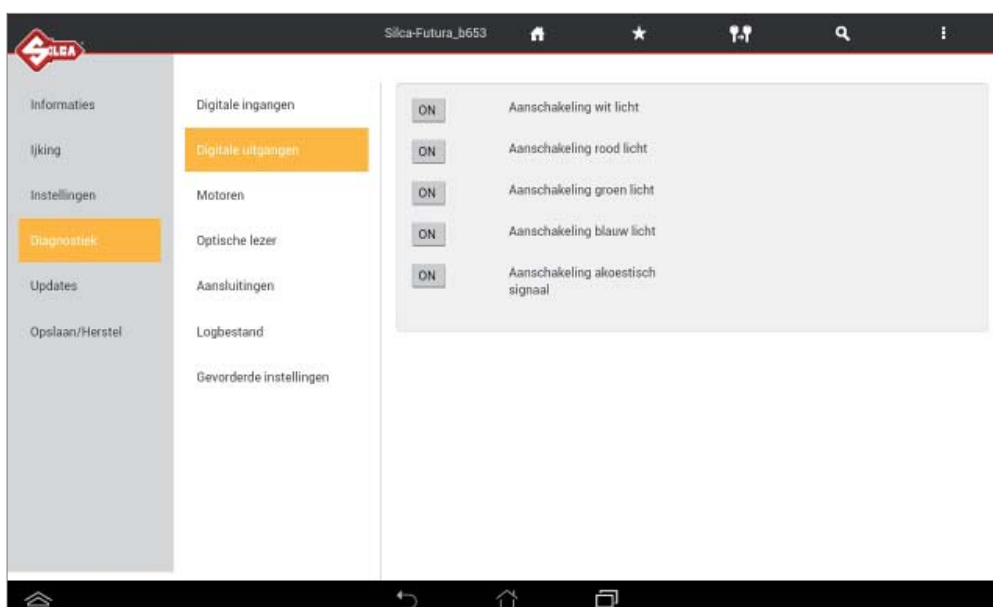 SILCA
Silca-Futura_b653
Informaties
Ijking
Instellingen
Diagnostiek
Updates
Opslaan/Herstel
Digitale ingangen
Digitale uitgangen
Motoren
Optische lezer
Aansluitingen
Logbestand
Gevorderde instellingen
ON Aanschakeling wit licht
ON Aanschakeling rood licht
ON Aanschakeling groen licht
ON Aanschakeling blauw licht
ON Aanschakeling akoestisch
signaal